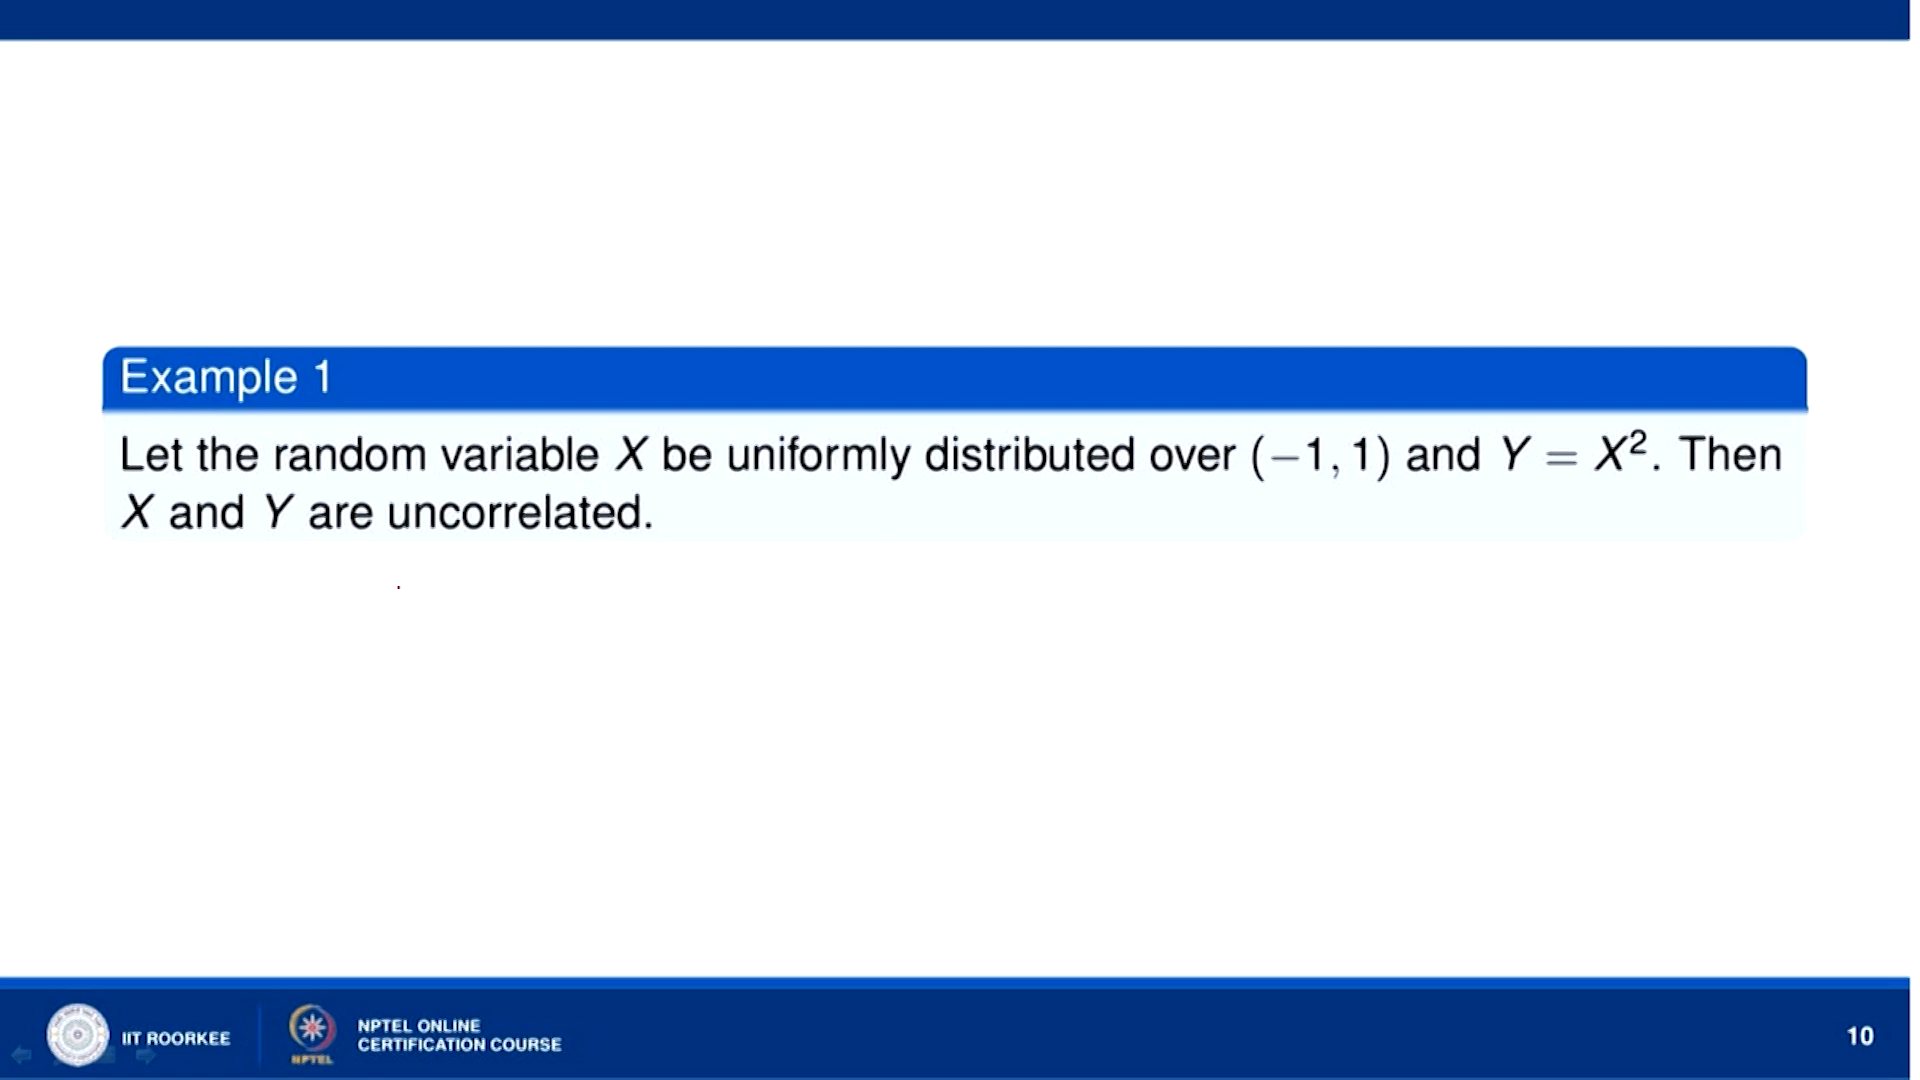 Example 1
Let the random variable X be uniformly distributed over (−1, 1) and Y = X². Then
X and Y are uncorrelated.
IIT ROORKEE
NPTEL
NPTEL ONLINE
CERTIFICATION COURSE
10